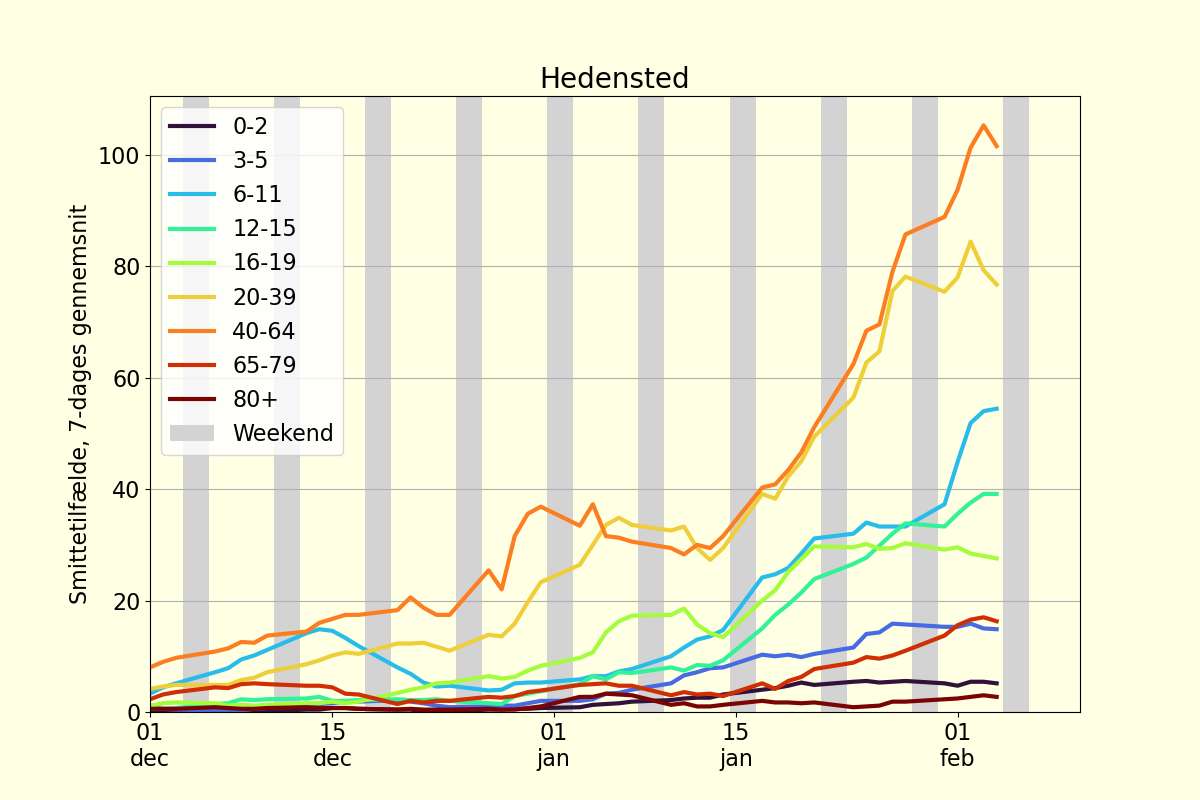 Hedensted
Smittetilfælde, 7-dages gennemsnit
100
80
60
40
20
0
0-2
3-5
6-11
12-15
16-19
20-39
40-64
65-79
80+
Weekend
01
dec
15
dec
01
jan
15
jan
01
feb